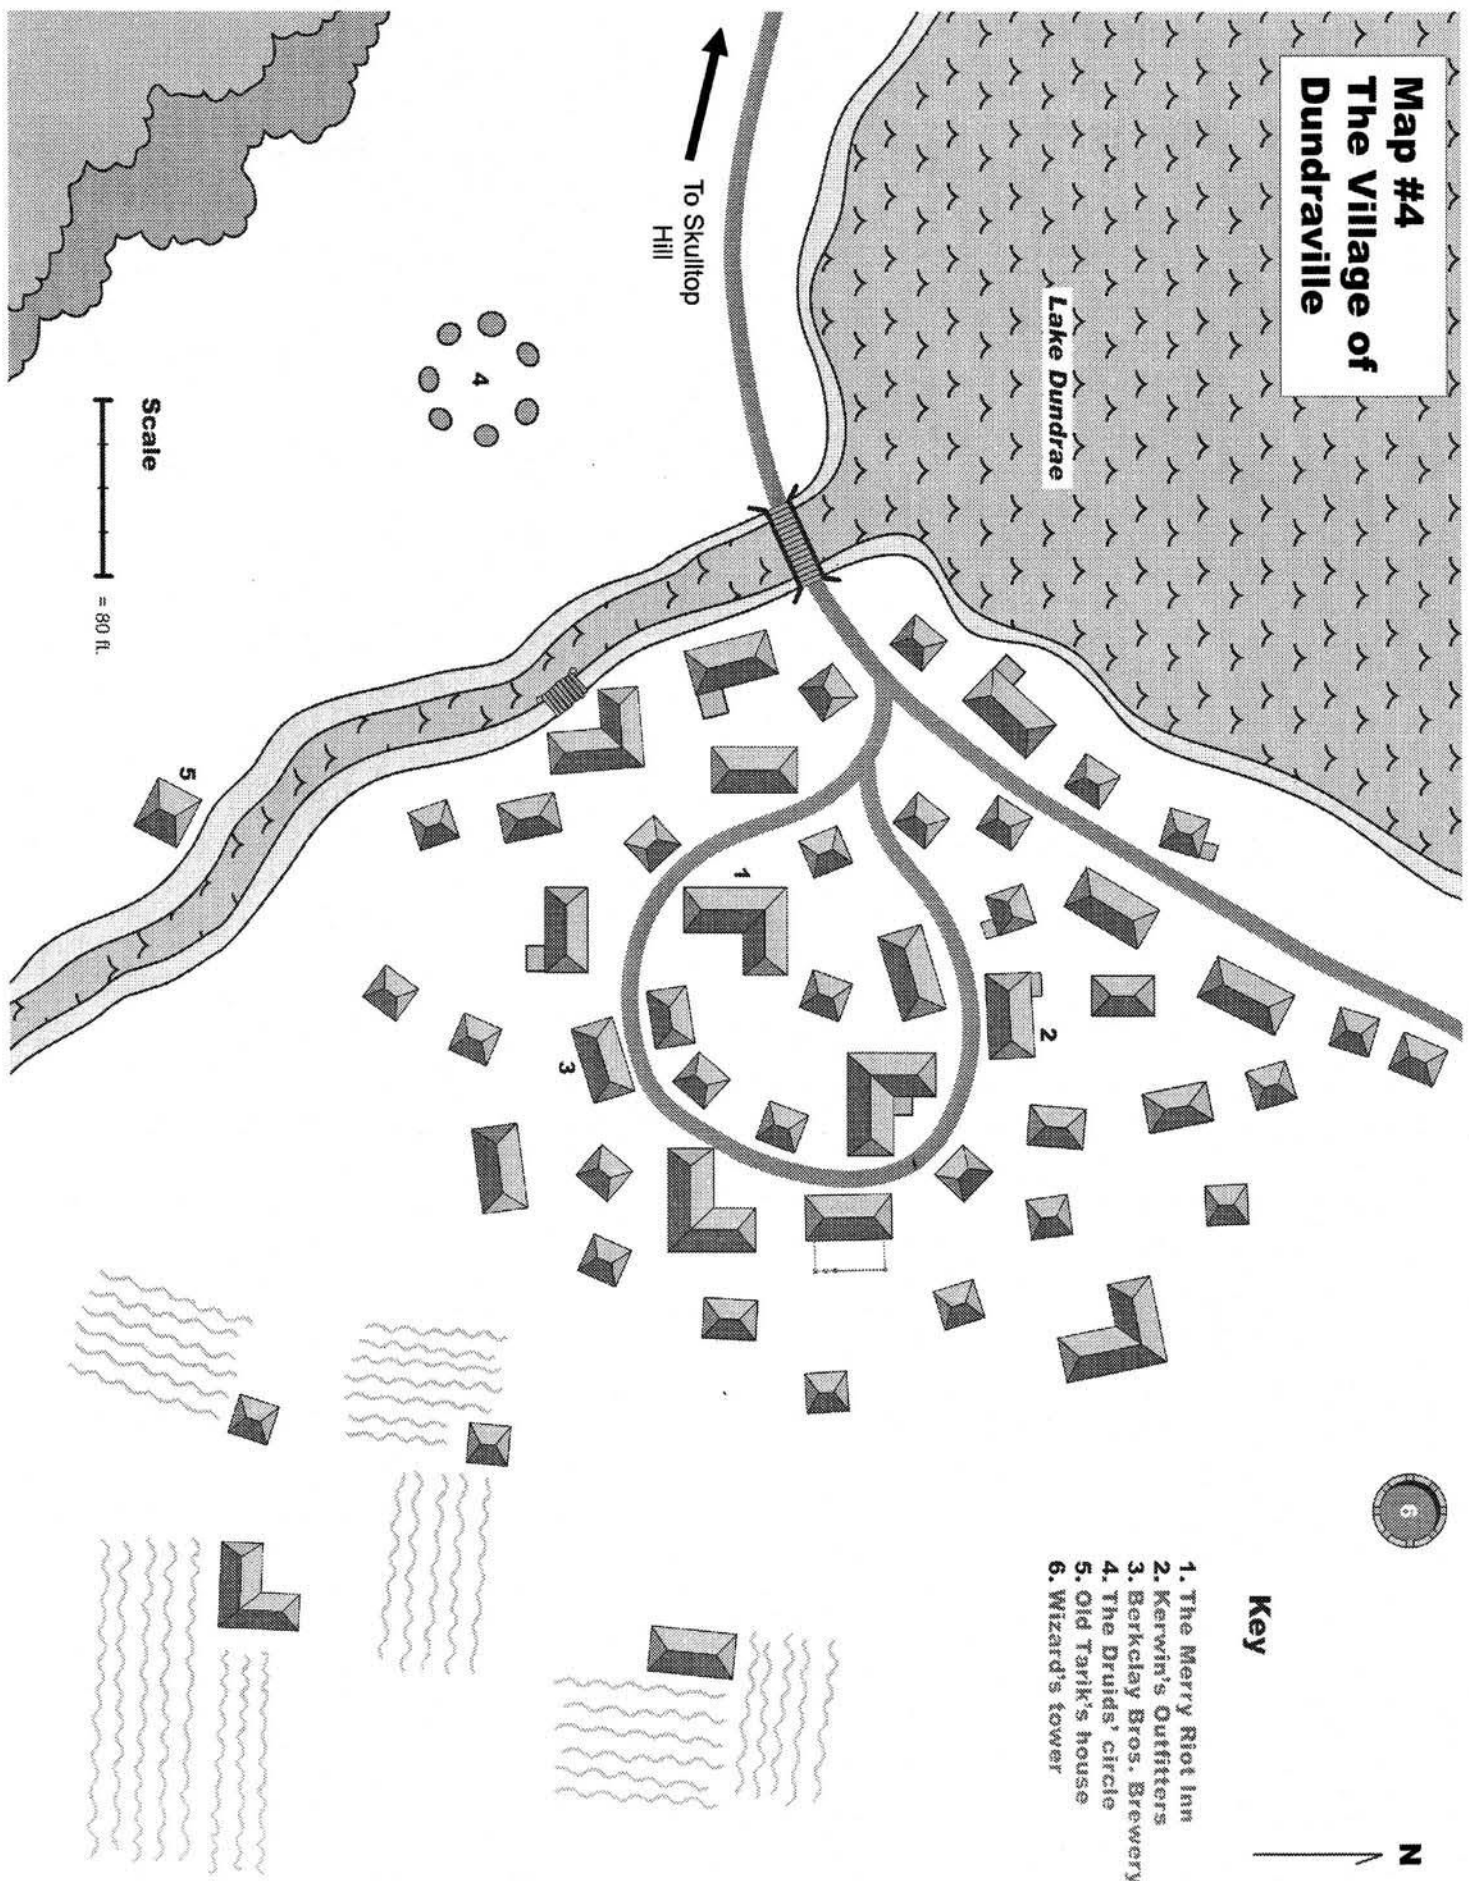 Map #4
The Village of
Dundraville
Lake Dundrae
To Skulltop
Hill
4
Scale
= 80 ft.
5
1
2
3
6
Key
1. The Merry Riot Inn
2. Kerwin's Outfitters
3. Berkclay Bros. Brewery
4. The Druids' circle
5. Old Tarik's house
6. Wizard's tower
N